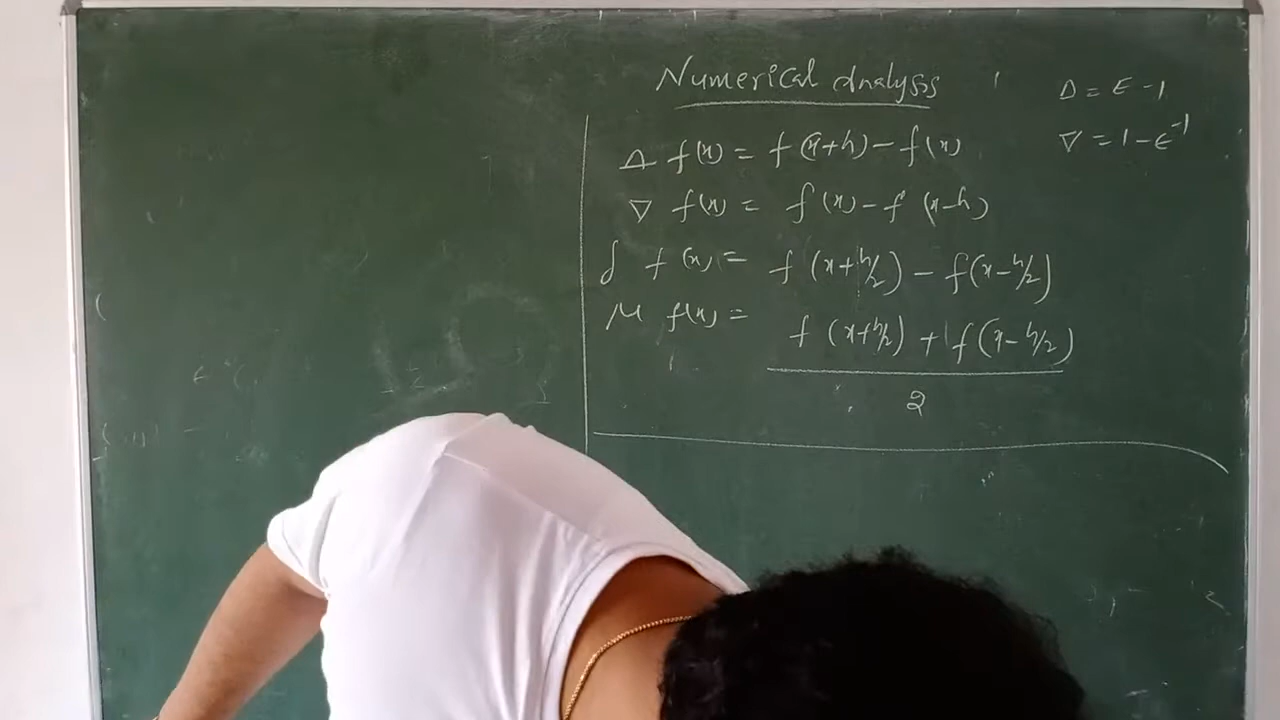 Numerical Analysis
Δ = E - 1
∇ = 1 - E⁻¹
Δ f(x) = f(x+h) - f(x)
∇ f(x) = f(x) - f(x-h)
δ f(x) = f(x+h/2) - f(x-h/2)
μ f(x) = f(x+h/2) + f(x-h/2)
2